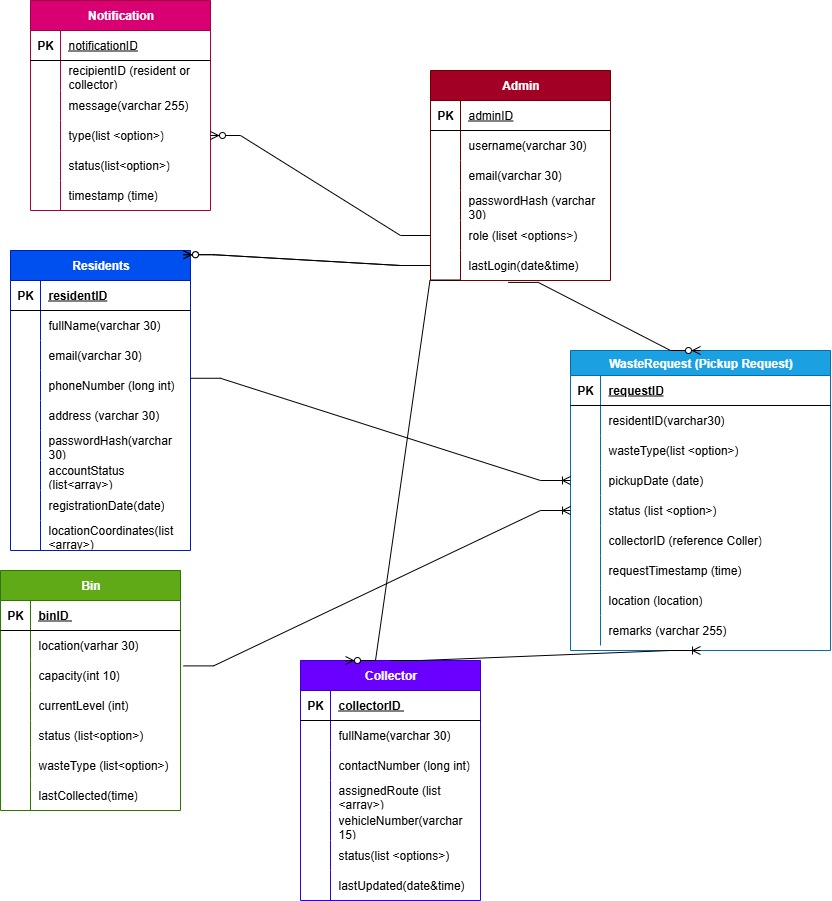 Notification
PK notificationID
recipientID (resident or
collector)
message(varchar 255)
type(list <option>)
status(list<option>)
timestamp (time)
Admin
PK adminID
username(varchar 30)
email(varchar 30)
passwordHash (varchar
30)
role (liset <options>)
lastLogin(date&time)
Residents
PK residentID
fullName(varchar 30)
email(varchar 30)
phoneNumber (long int)
address (varchar 30)
passwordHash(varchar
30)
accountStatus
(list<array>)
registrationDate(date)
locationCoordinates(list
<array>)
WasteRequest (Pickup Request)
PK requestID
residentID(varchar30)
wasteType(list <option>)
pickupDate (date)
status (list <option>)
collectorID (reference Coller)
requestTimestamp (time)
location (location)
remarks (varchar 255)
Bin
PK binID
location(varhar 30)
capacity(int 10)
currentLevel (int)
status (list<option>)
wasteType (list<option>)
lastCollected(time)
Collector
PK collectorID
fullName(varchar 30)
contactNumber (long int)
assignedRoute (list
<array>)
vehicleNumber(varchar
15)
status(list <options>)
lastUpdated(date&time)